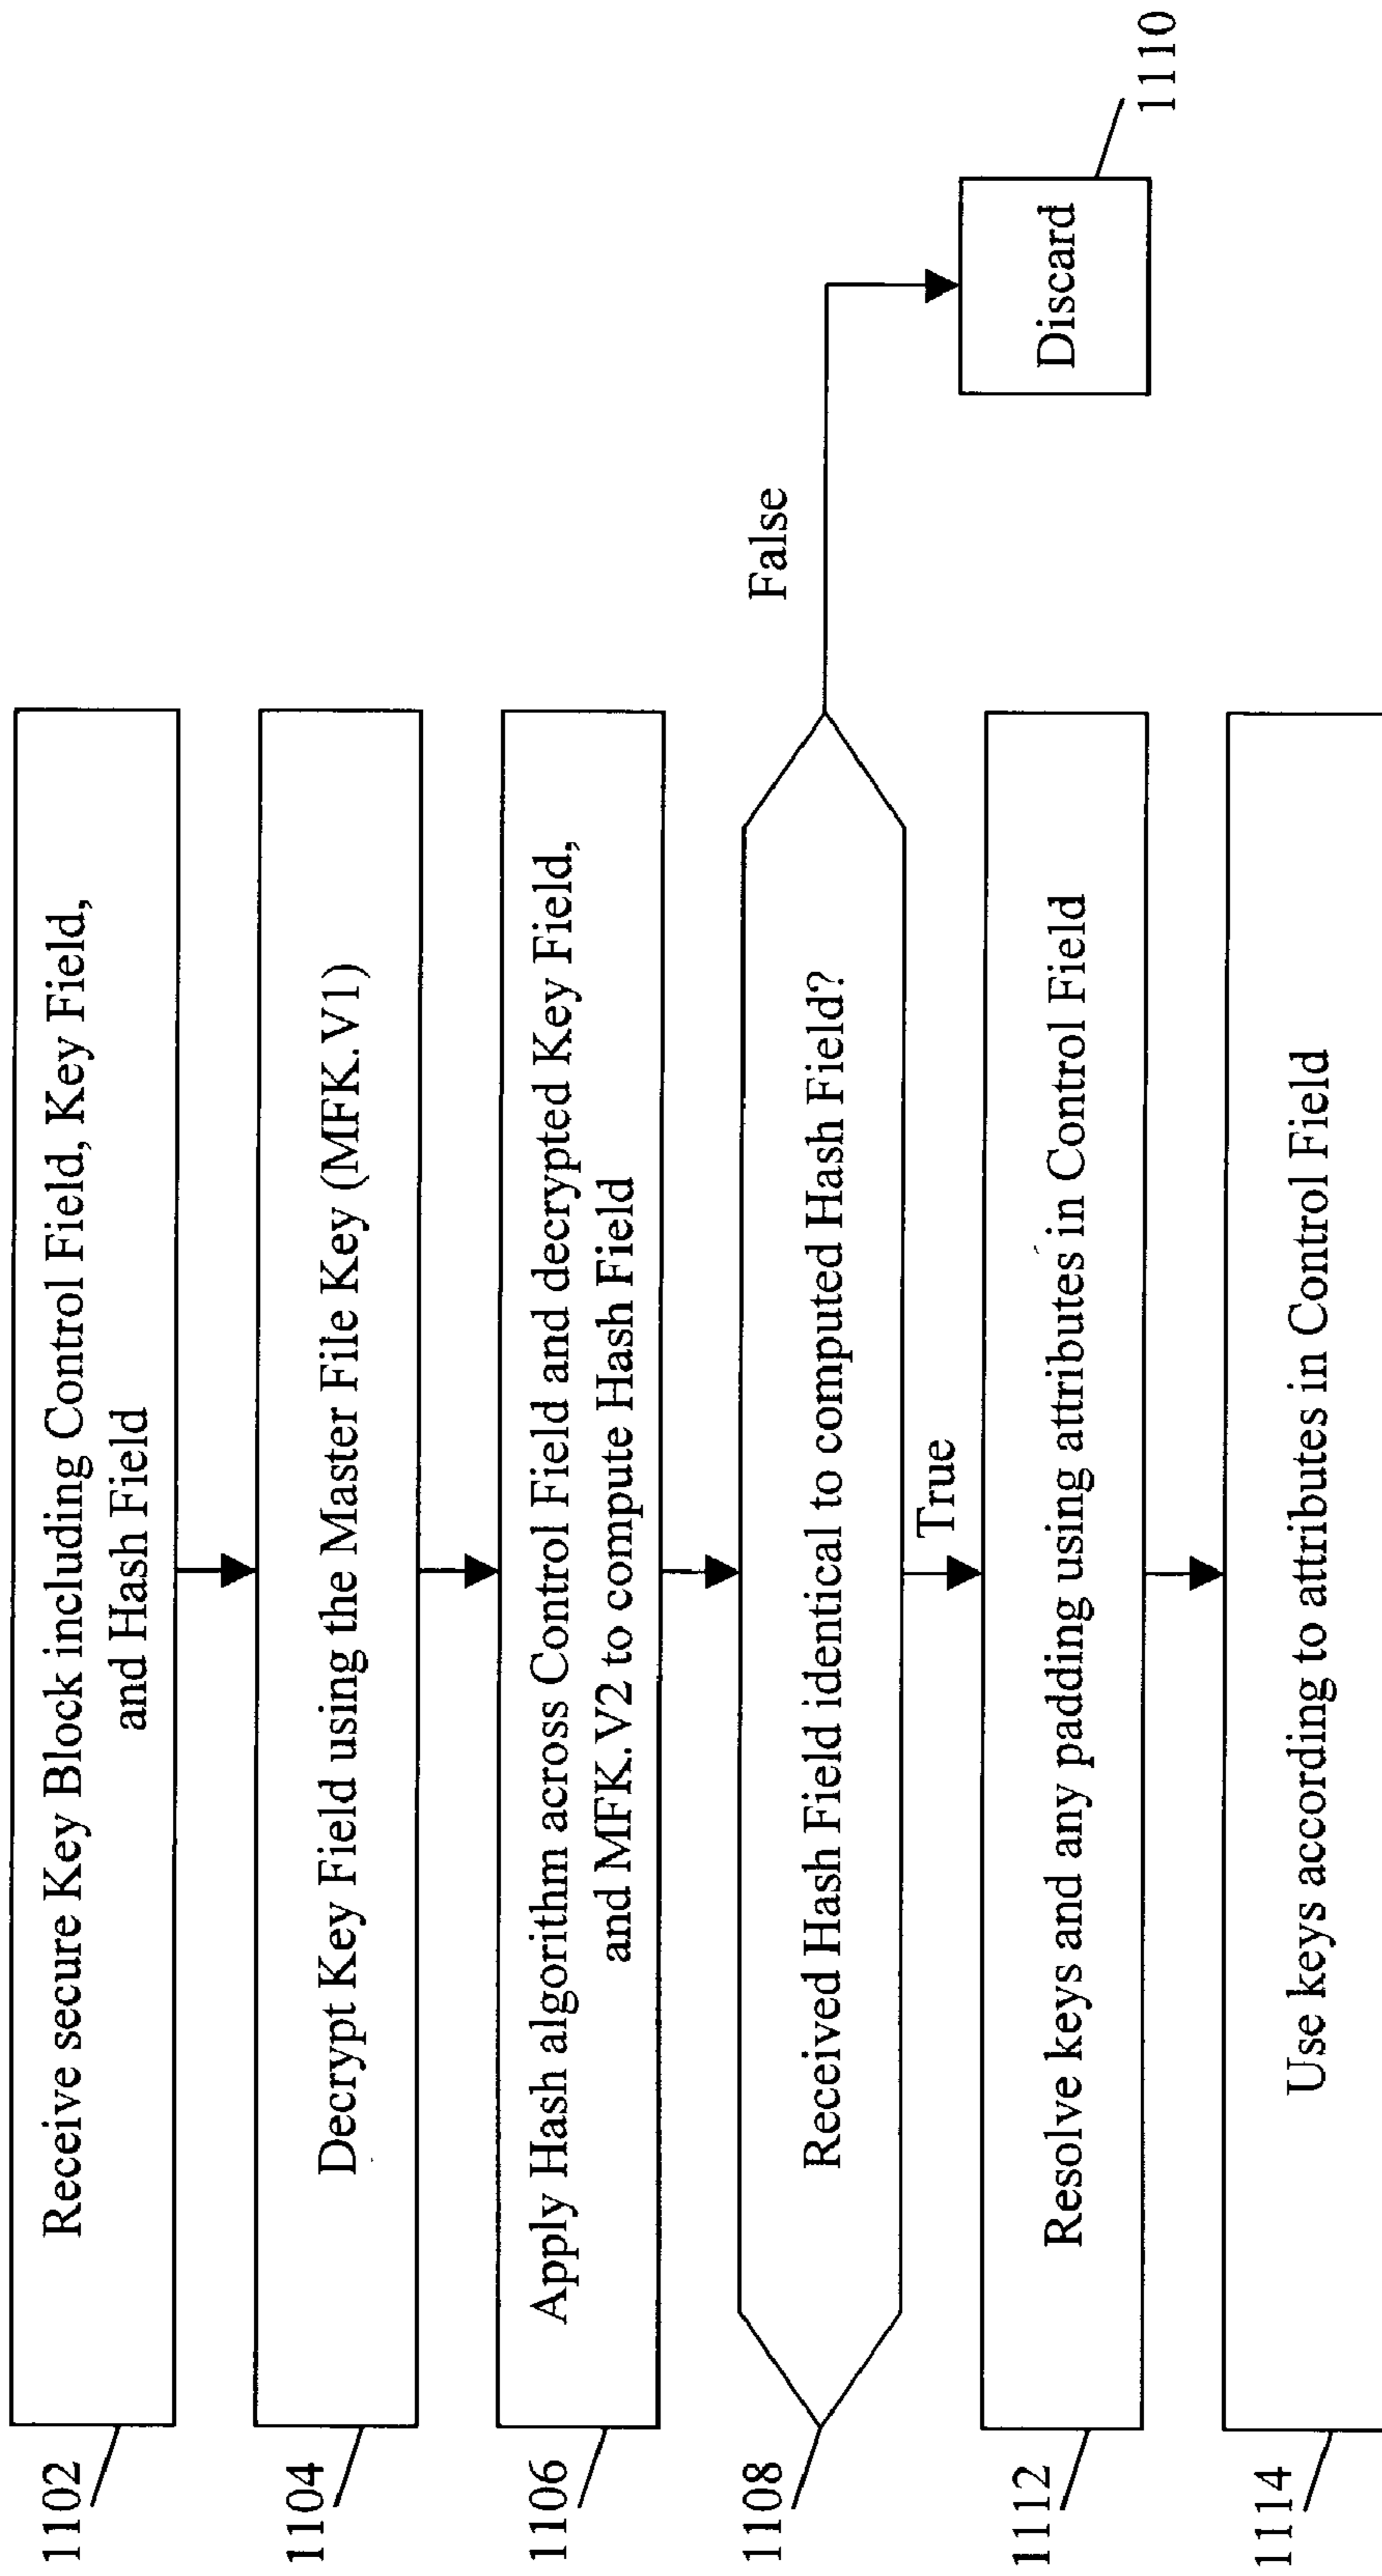 1102
Receive secure Key Block including Control Field, Key Field,
and Hash Field
1104
Decrypt Key Field using the Master File Key (MFK.V1)
1106
Apply Hash algorithm across Control Field and decrypted Key Field,
and MFK.V2 to compute Hash Field
1108
Received Hash Field identical to computed Hash Field?
False
Discard
1110
True
1112
Resolve keys and any padding using attributes in Control Field
1114
Use keys according to attributes in Control Field